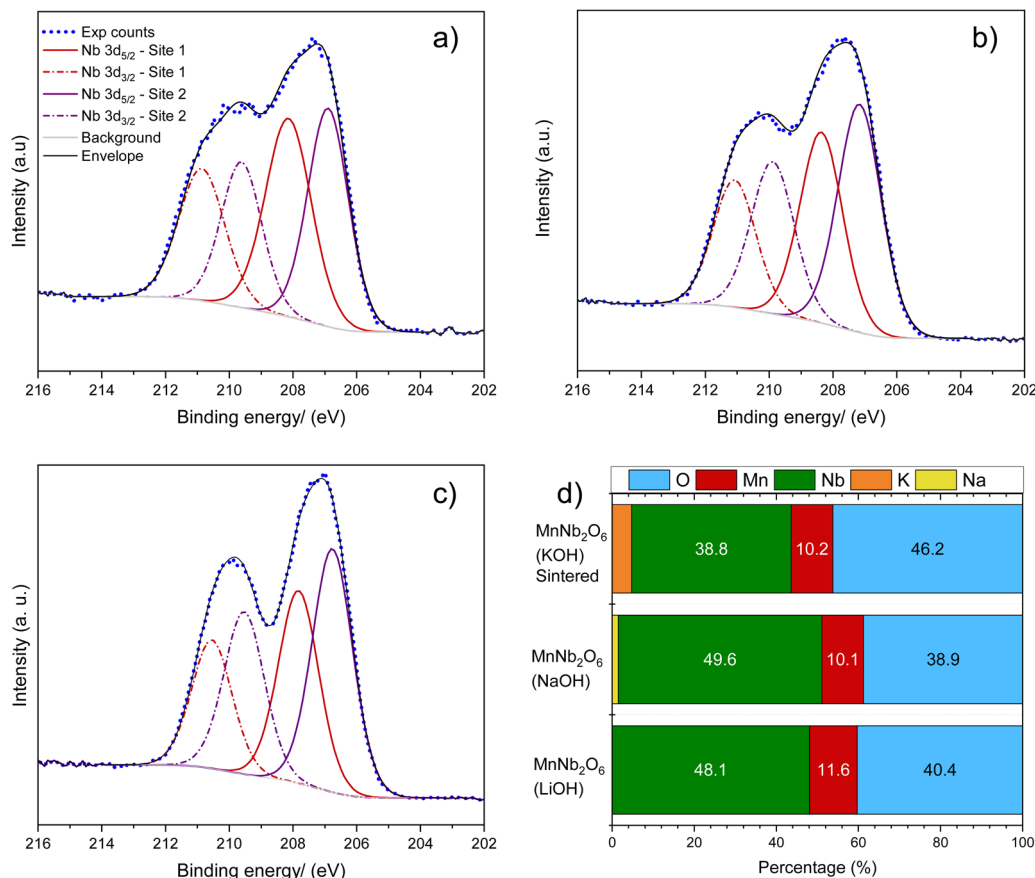 a)
Exp counts
Nb 3d5/2 - Site 1
Nb 3d3/2 - Site 1
Nb 3d5/2 - Site 2
Nb 3d3/2 - Site 2
Background
Envelope
Intensity (a.u)
216 214 212 210 208 206 204 202
Binding energy/ (eV)
b)
Intensity (a.u.)
216 214 212 210 208 206 204 202
Binding energy/ (eV)
c)
Intensity (a. u.)
216 214 212 210 208 206 204 202
Binding energy/ (eV)
O Mn Nb K Na
d)
MnNb2O6
(KOH)
Sintered
38.8 10.2 46.2
MnNb2O6
(NaOH)
49.6 10.1 38.9
MnNb2O6
(LiOH)
48.1 11.6 40.4
0 20 40 60 80 100
Percentage (%)